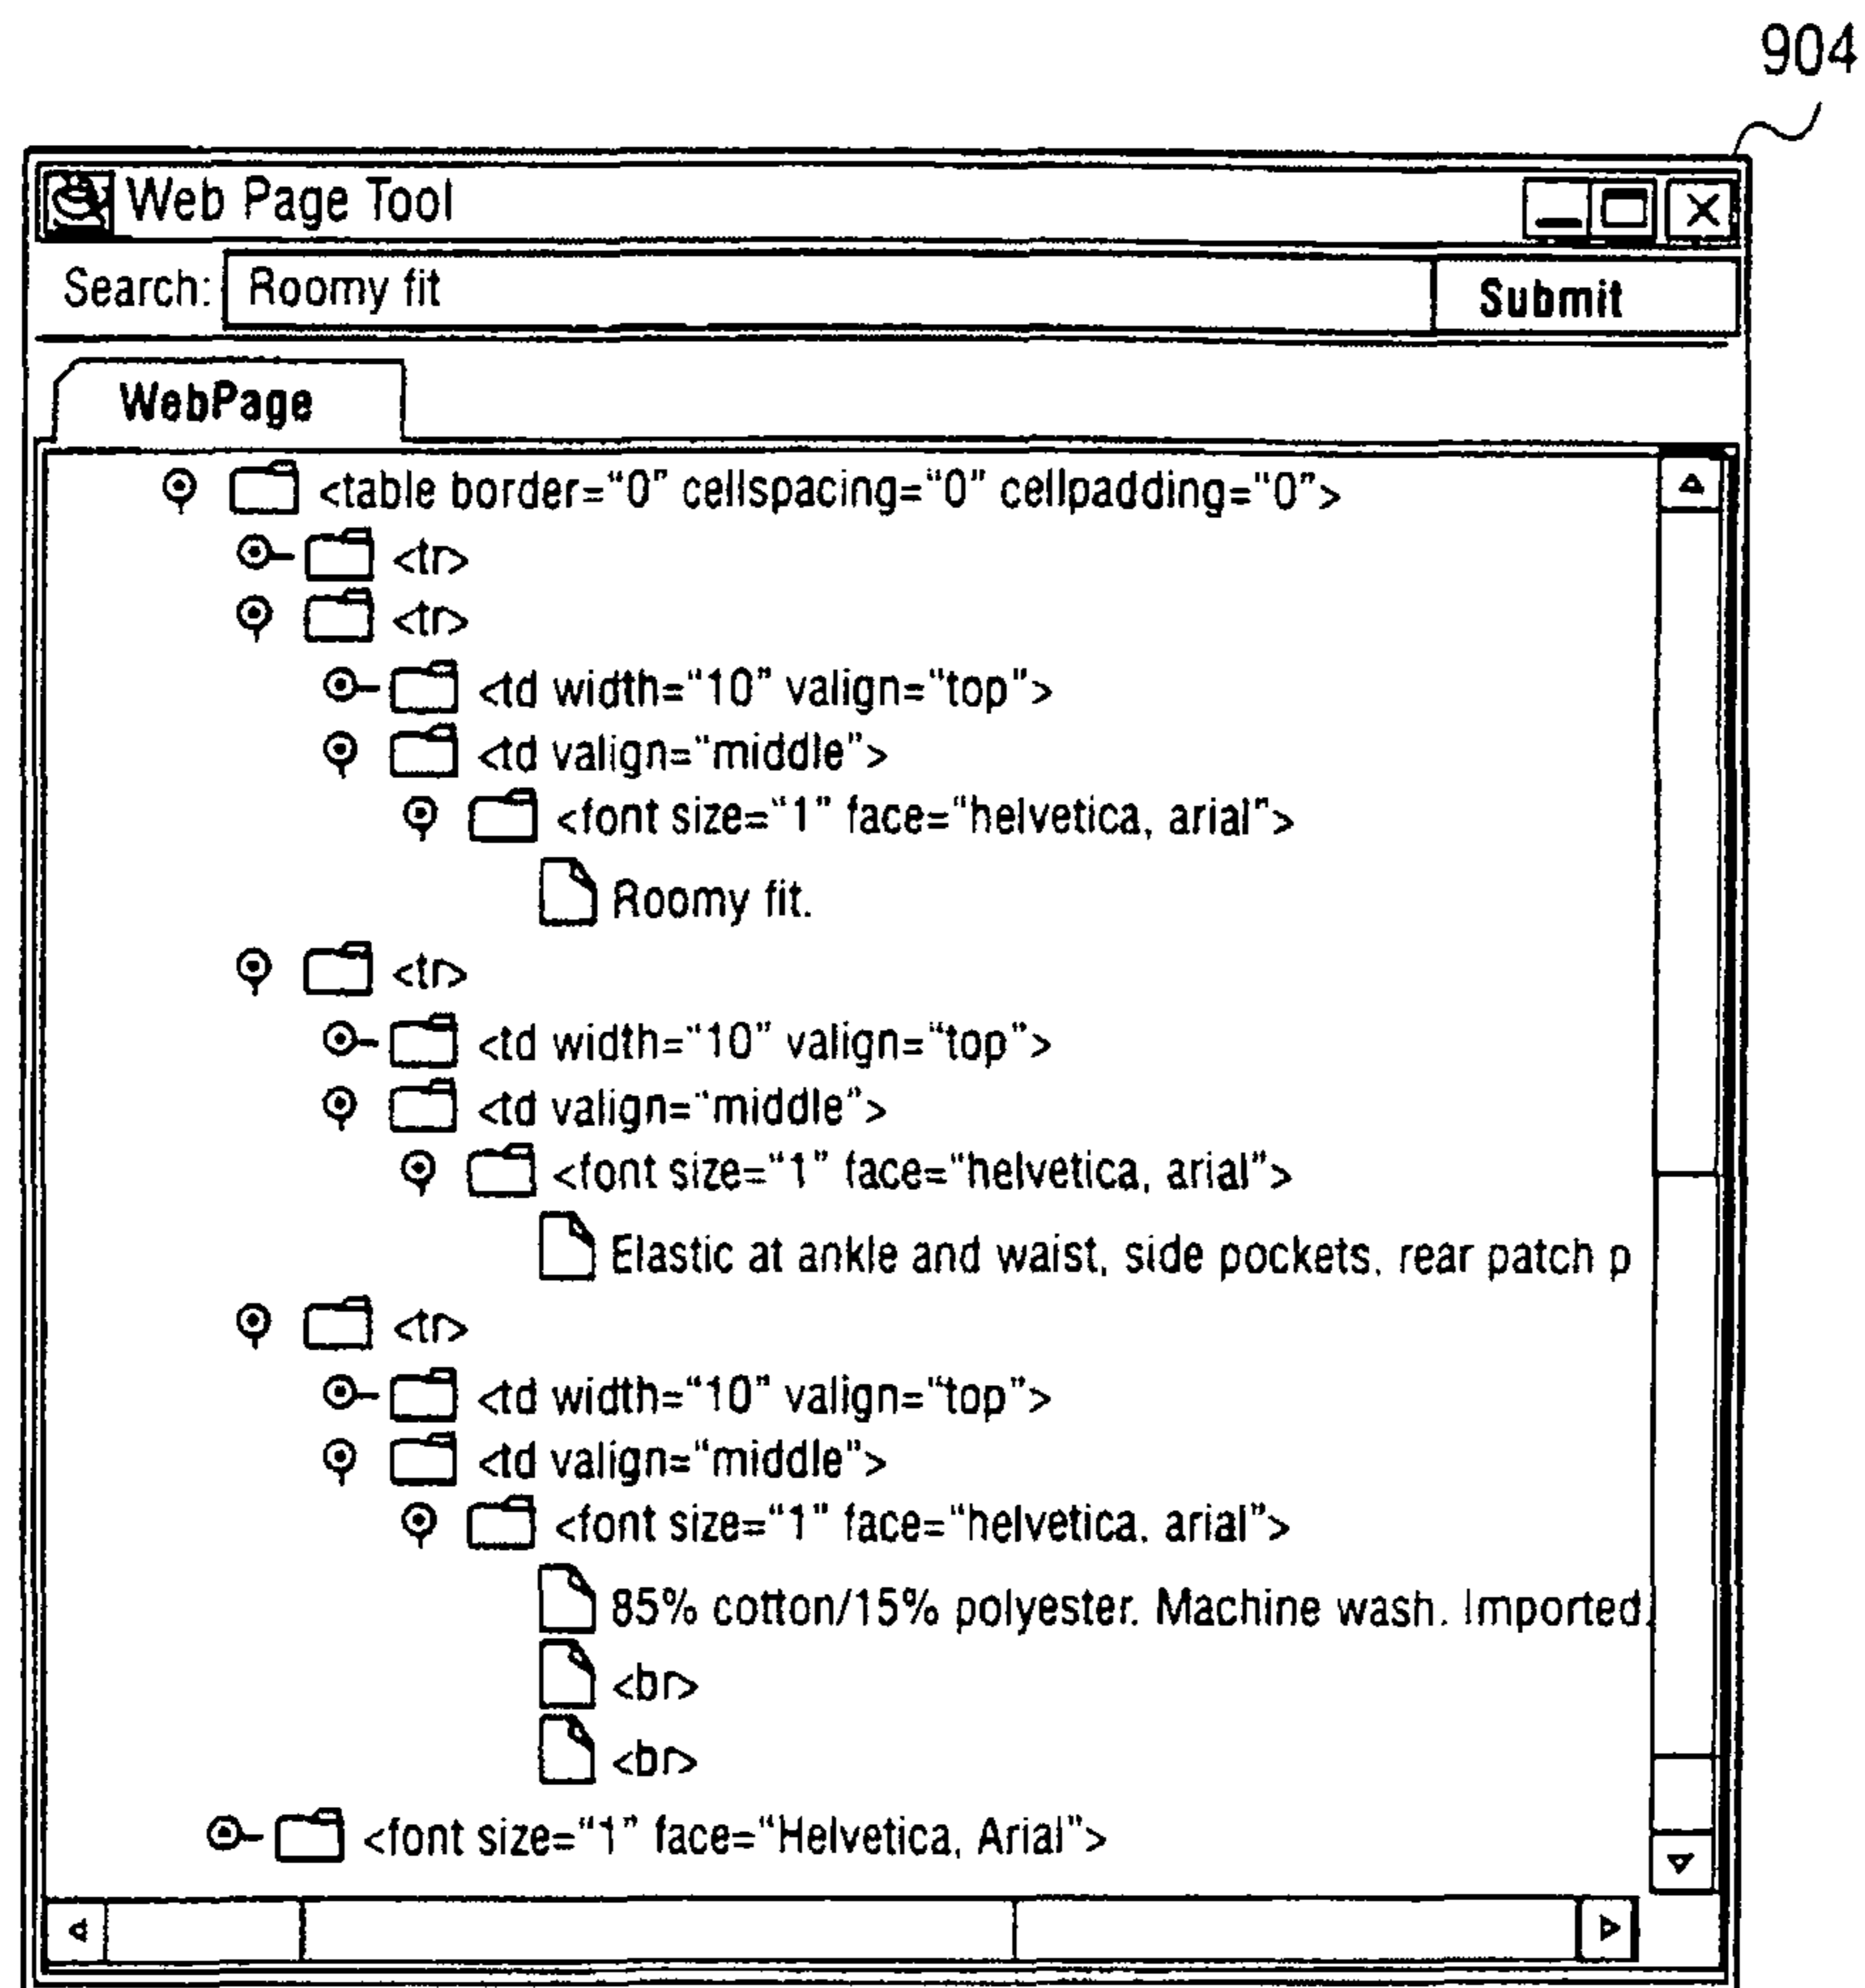 904
Web Page Tool
Search: Roomy fit Submit
WebPage
<table border="0" cellspacing="0" cellpadding="0">
<tr>
<tr>
<td width="10" valign="top">
<td valign="middle">
<font size="1" face="helvetica, arial">
Roomy fit.
<tr>
<td width="10" valign="top">
<td valign="middle">
<font size="1" face="helvetica, arial">
Elastic at ankle and waist, side pockets, rear patch p
<tr>
<td width="10" valign="top">
<td valign="middle">
<font size="1" face="helvetica, arial">
85% cotton/15% polyester. Machine wash. Imported.
<br>
<br>
<font size="1" face="Helvetica, Arial">